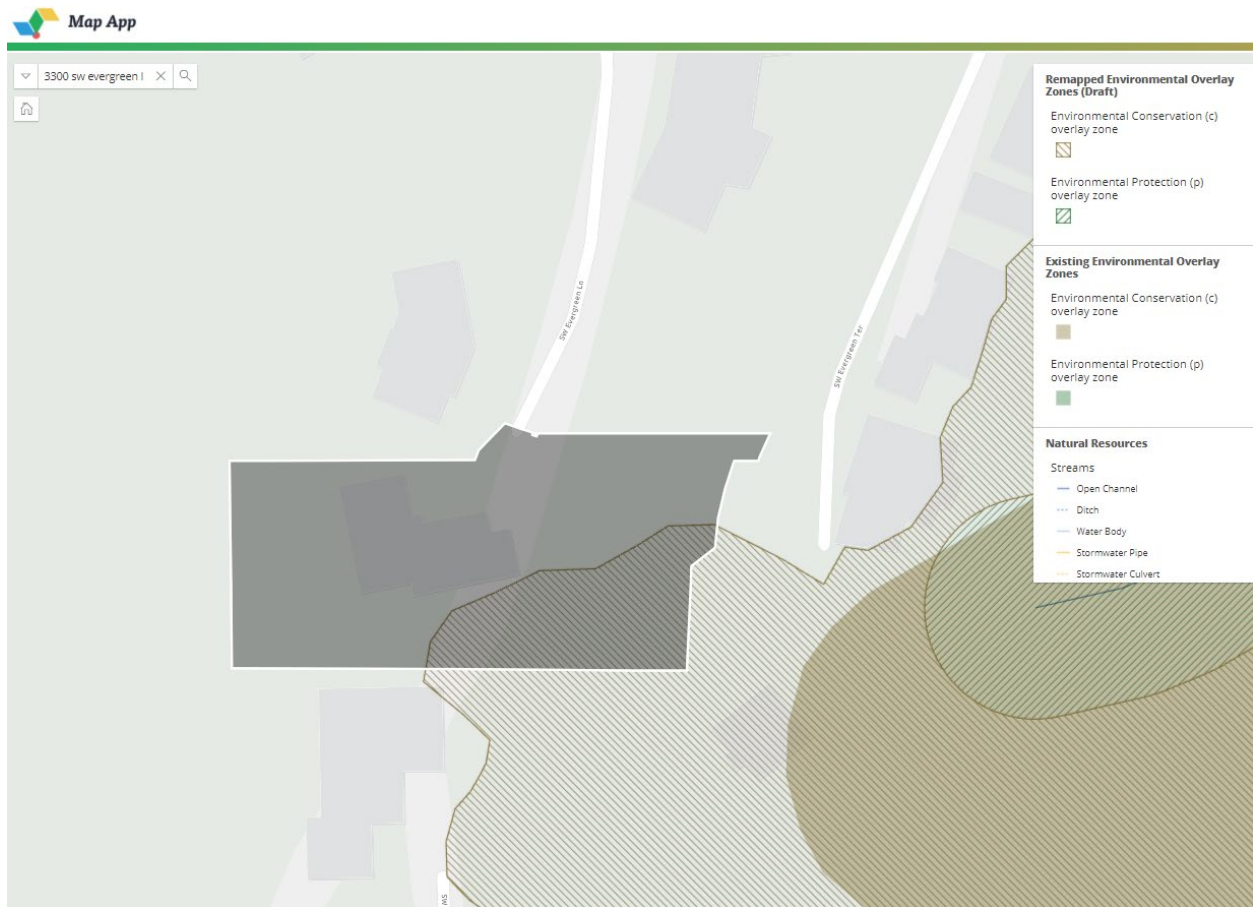 Map App
3300 sw evergreen l
Remapped Environmental Overlay
Zones (Draft)
Environmental Conservation (c)
overlay zone
Environmental Protection (p)
overlay zone
Existing Environmental Overlay
Zones
Environmental Conservation (c)
overlay zone
Environmental Protection (p)
overlay zone
Natural Resources
Streams
Open Channel
Ditch
Water Body
Stormwater Pipe
Stormwater Culvert
SW Evergreen Ln
SW Evergreen Ter
SW